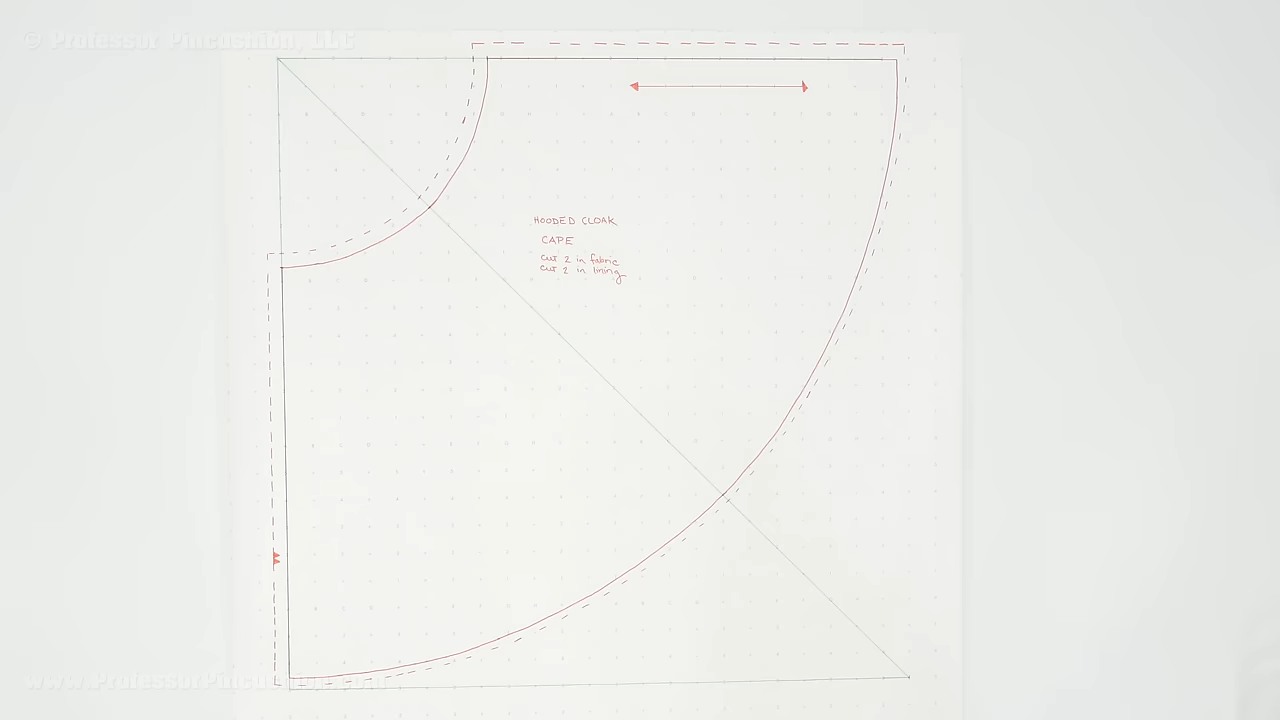 © Professor Pincushion, LLC
HOODED CLOAK
CAPE
cut 2 in fabric
cut 2 in lining
www.ProfessorPincushion.com